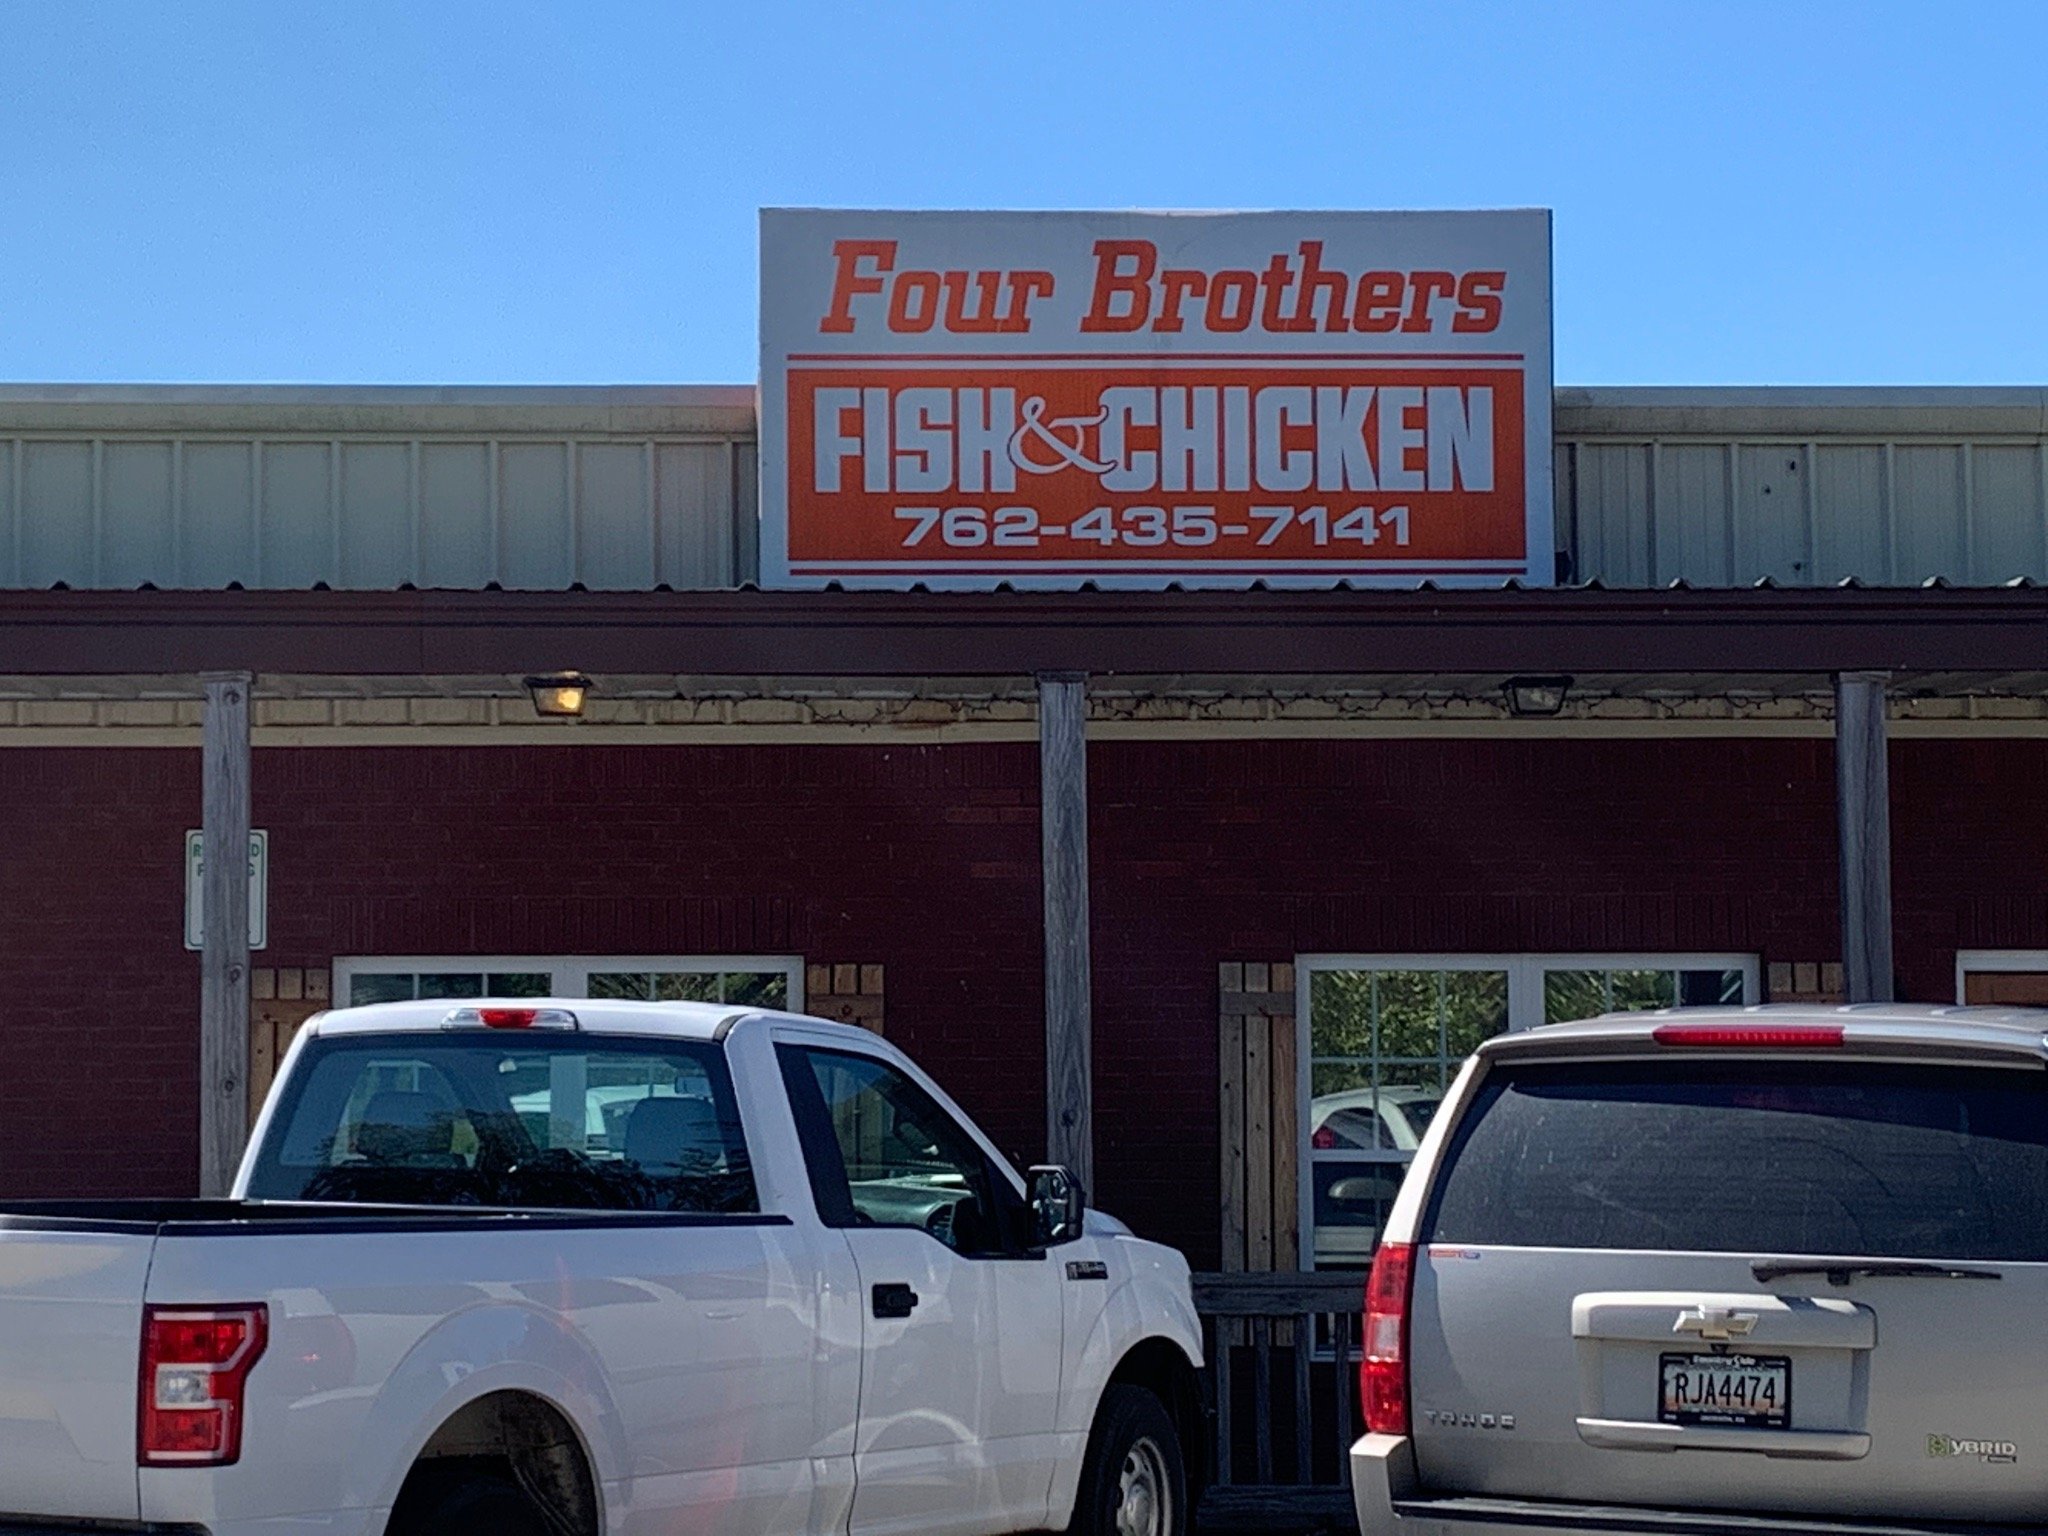 Four Brothers
FISH & CHICKEN
762-435-7141
RJA4474
TAHOE
HYBRID